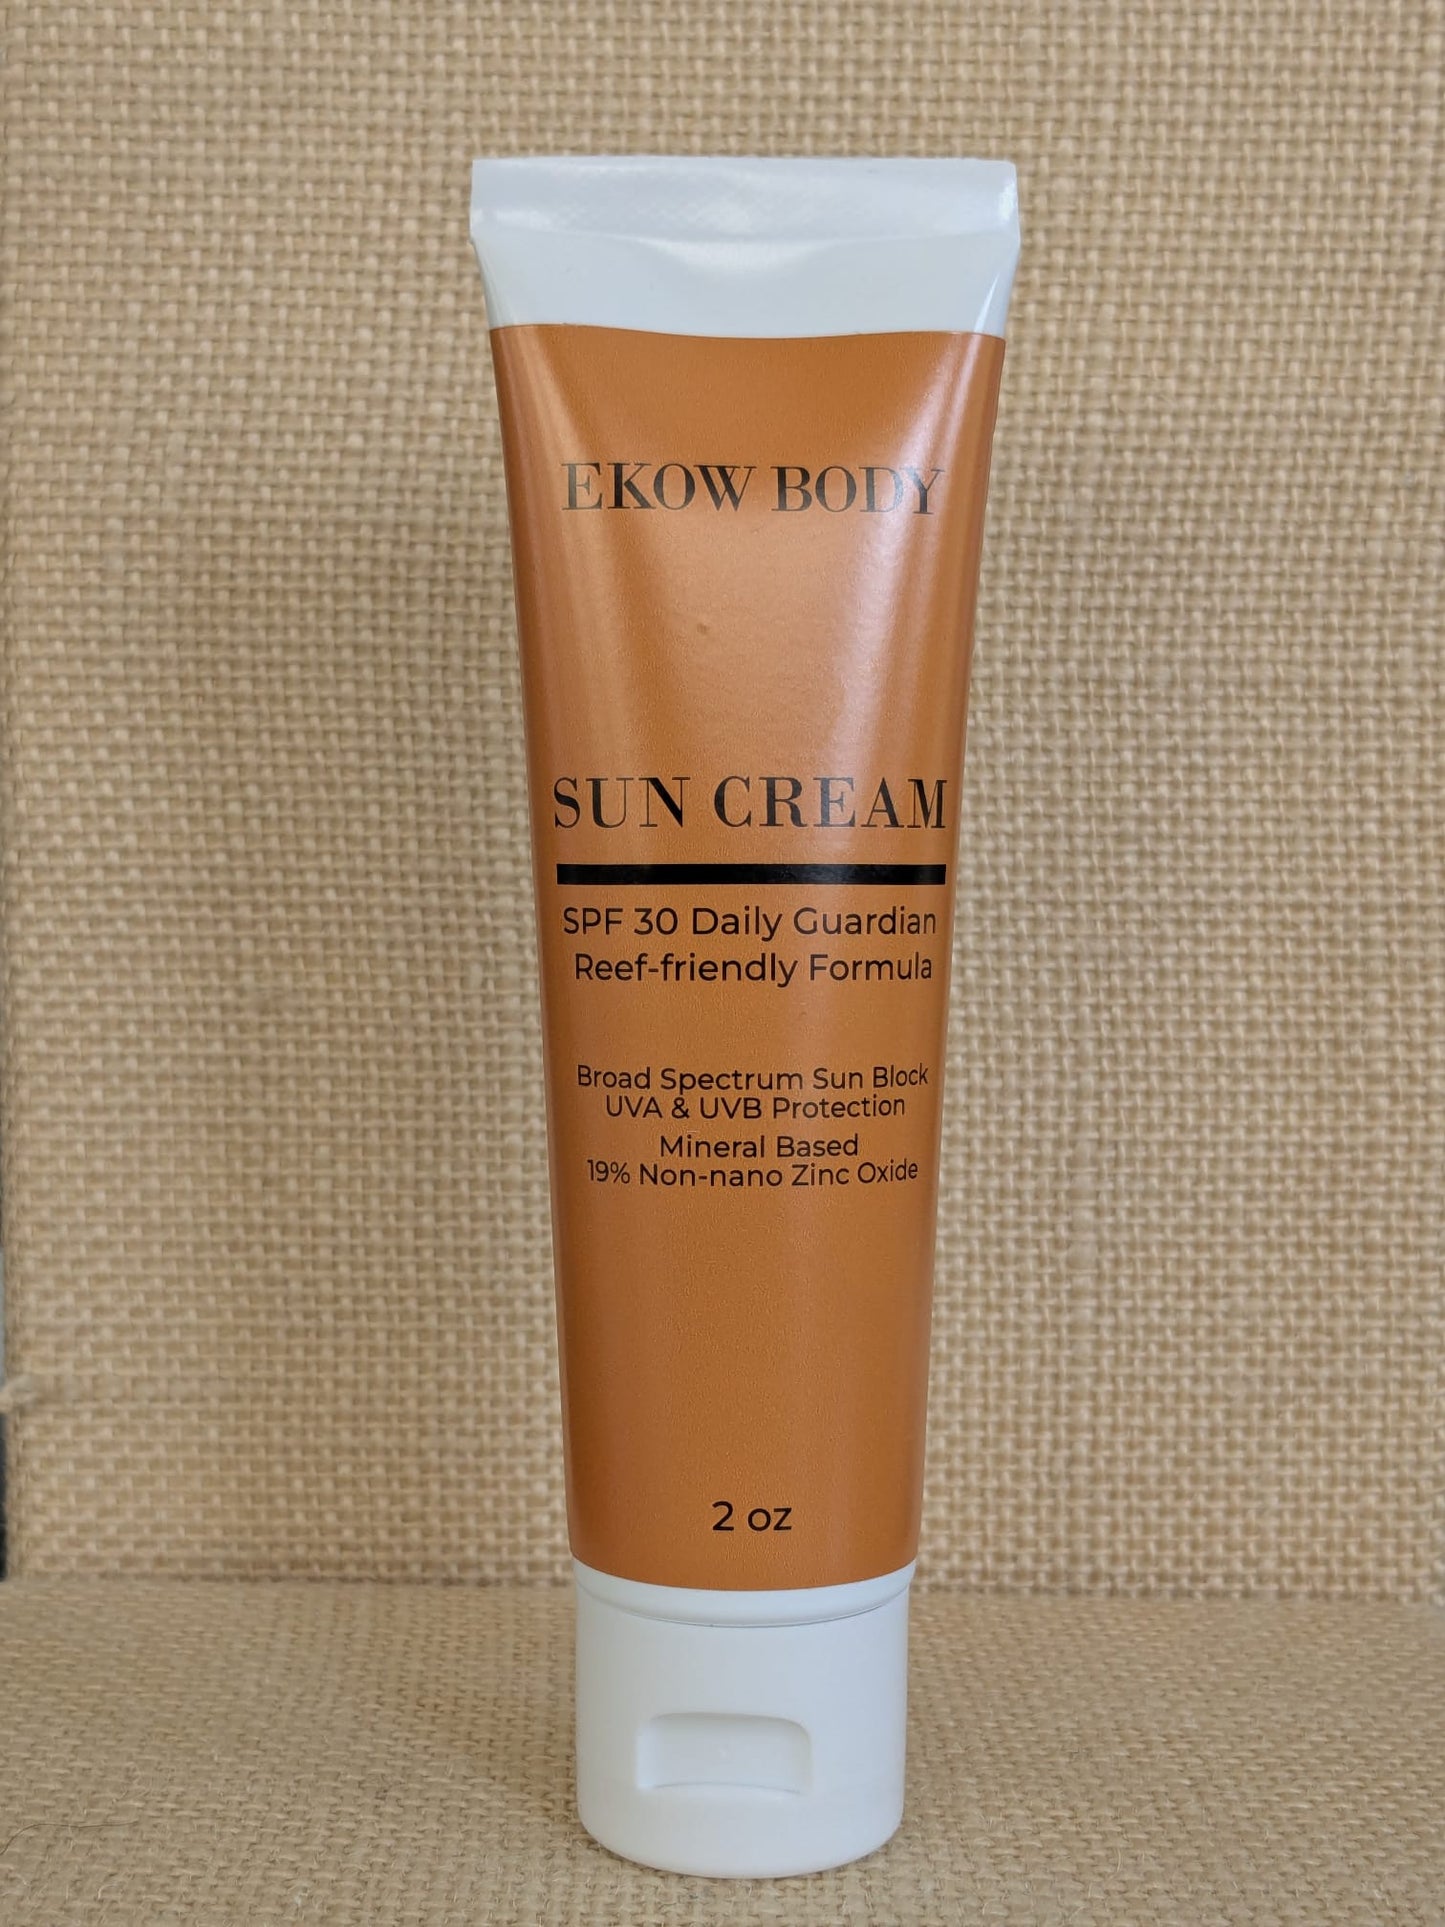 EKOW BODY
SUN CREAM
SPF 30 Daily Guardian
Reef-friendly Formula
Broad Spectrum Sun Block
UVA & UVB Protection
Mineral Based
19% Non-nano Zinc Oxide
2 oz